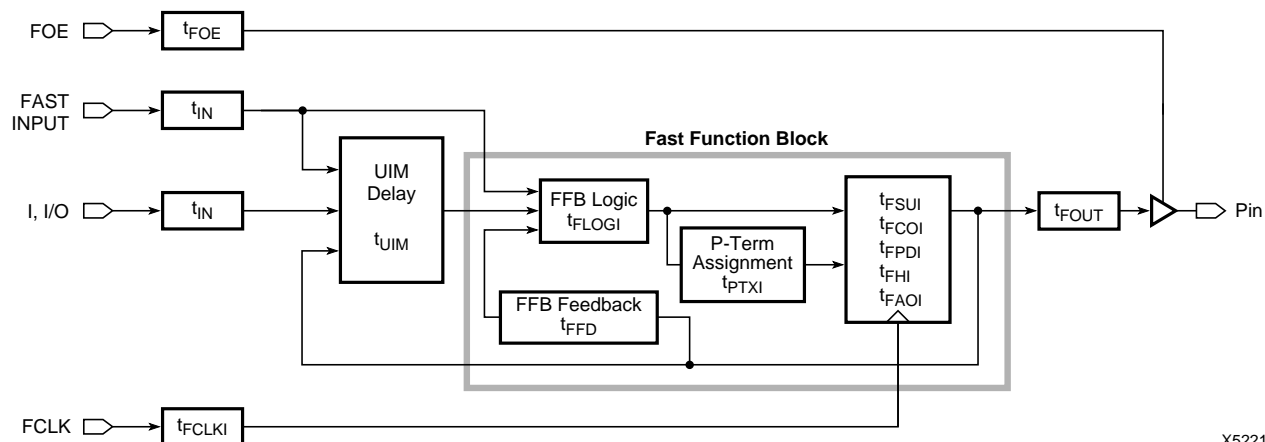 FOE
tFOE
FAST
INPUT
tIN
Fast Function Block
UIM
Delay
tUIM
I, I/O
tIN
FFB Logic
tFLOGI
P-Term
Assignment
tPTXI
FFB Feedback
tFFD
tFSUI
tFCOI
tFPDI
tFHI
tFAOI
tFOUT
Pin
FCLK
tFCLKI
X5221